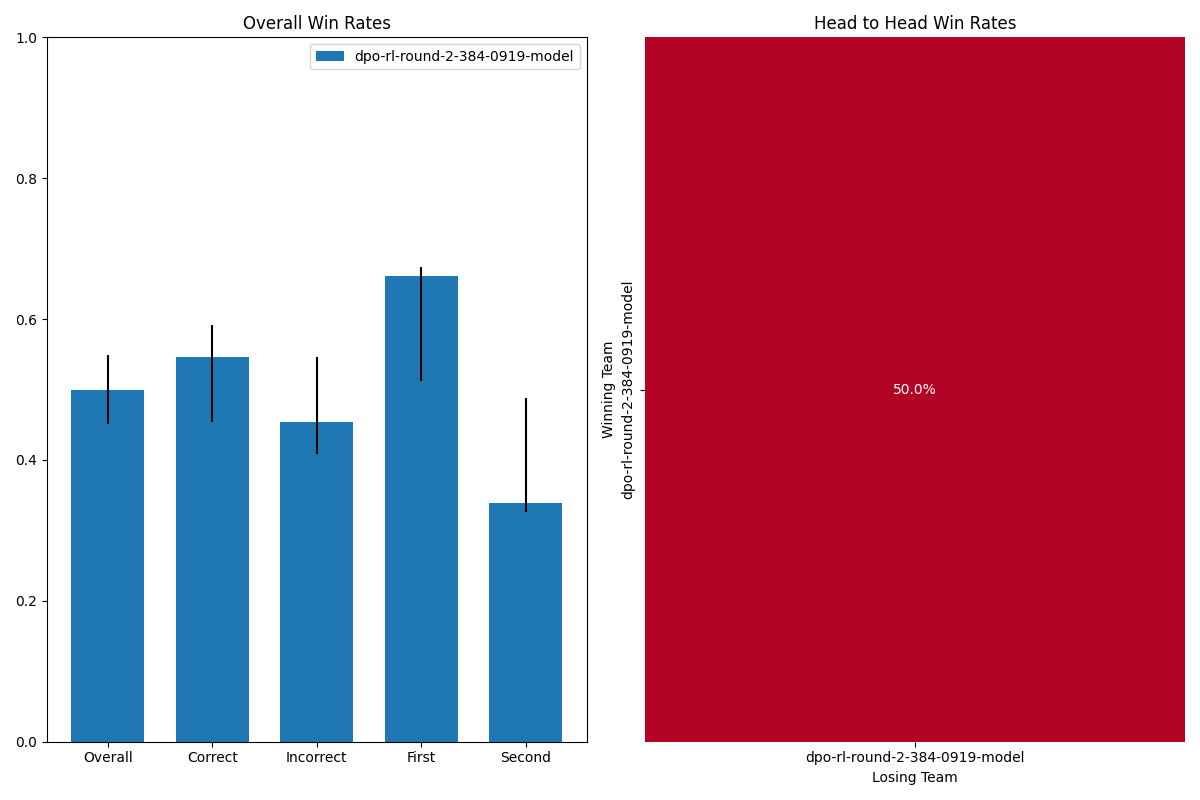 Overall Win Rates
dpo-rl-round-2-384-0919-model
1.0
0.8
0.6
0.4
0.2
0.0
Overall
Correct
Incorrect
First
Second
Head to Head Win Rates
Winning Team
dpo-rl-round-2-384-0919-model
50.0%
dpo-rl-round-2-384-0919-model
Losing Team